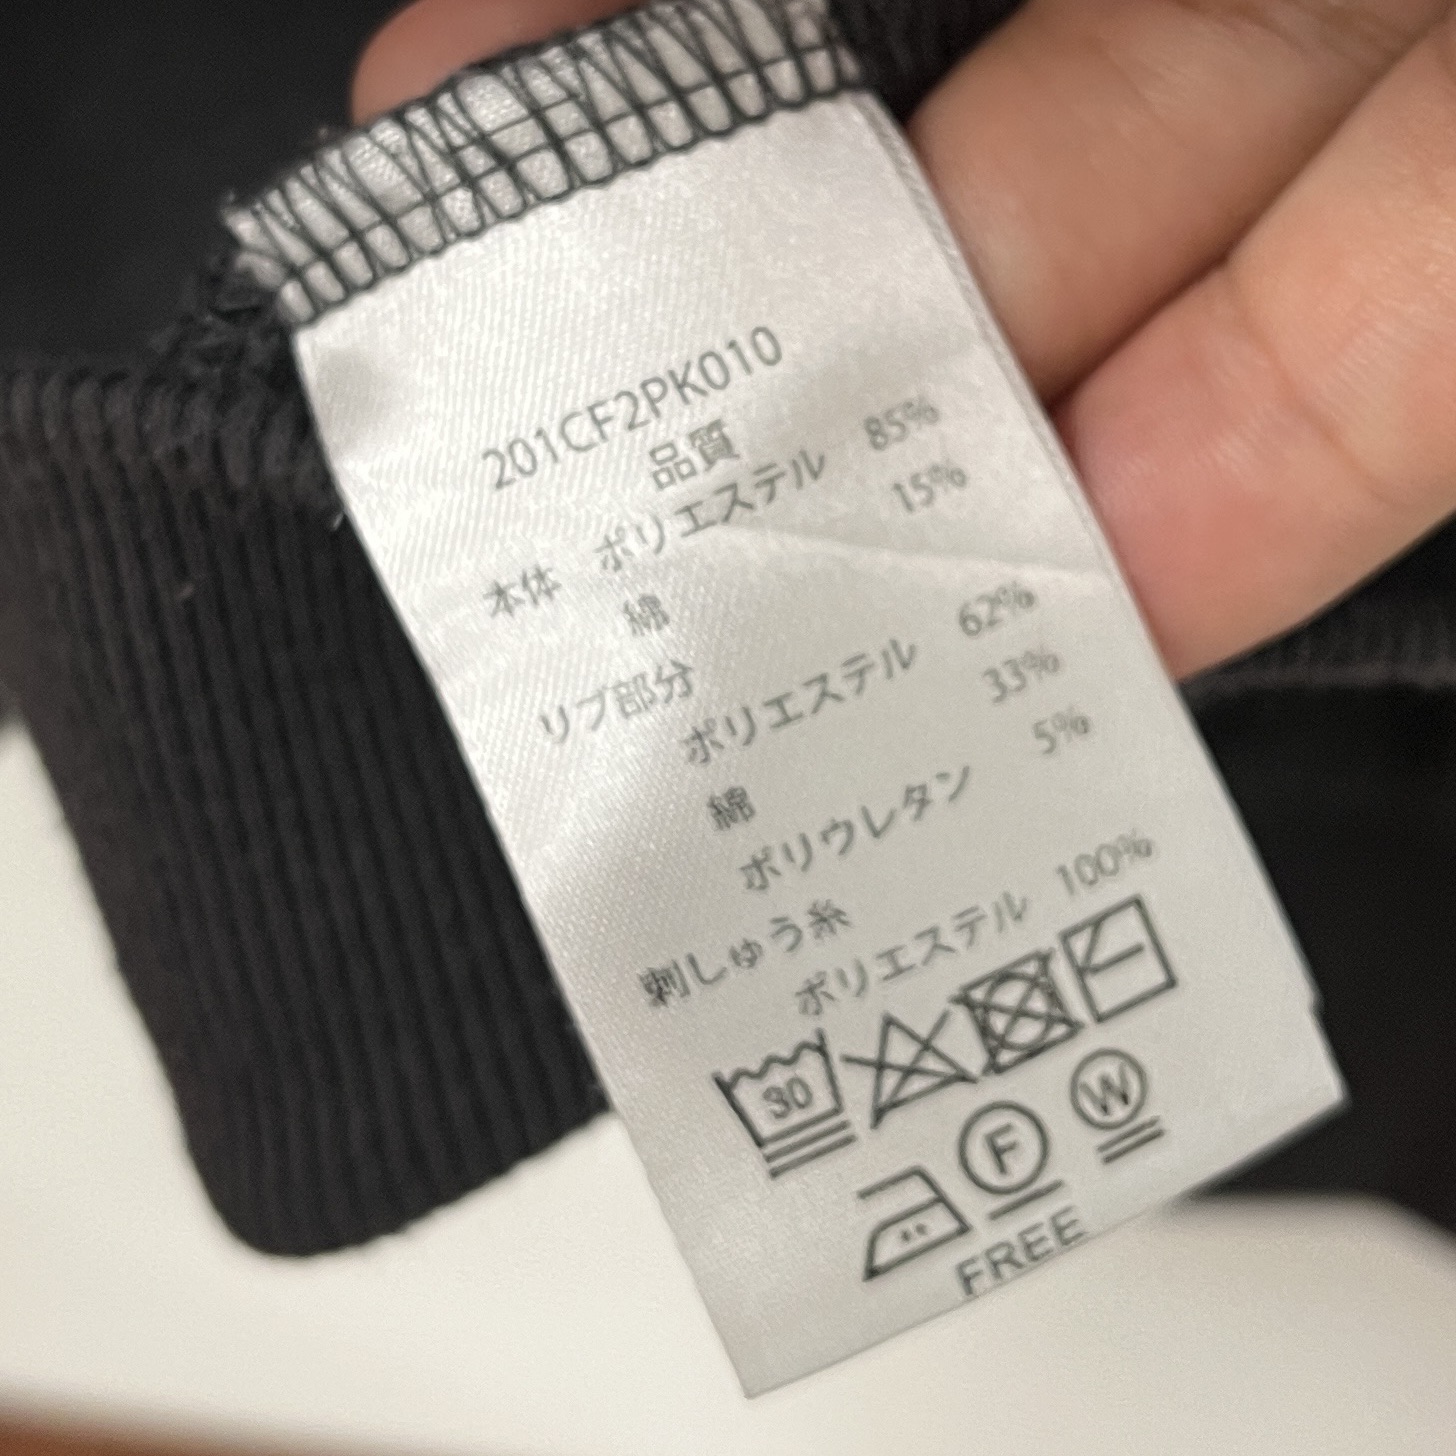 201CF2PK010
品質
本体 ポリエステル 85%
綿 15%
リブ部分
ポリエステル 62%
綿 33%
ポリウレタン 5%
刺しゅう糸
ポリエステル 100%
30
F W
FREE